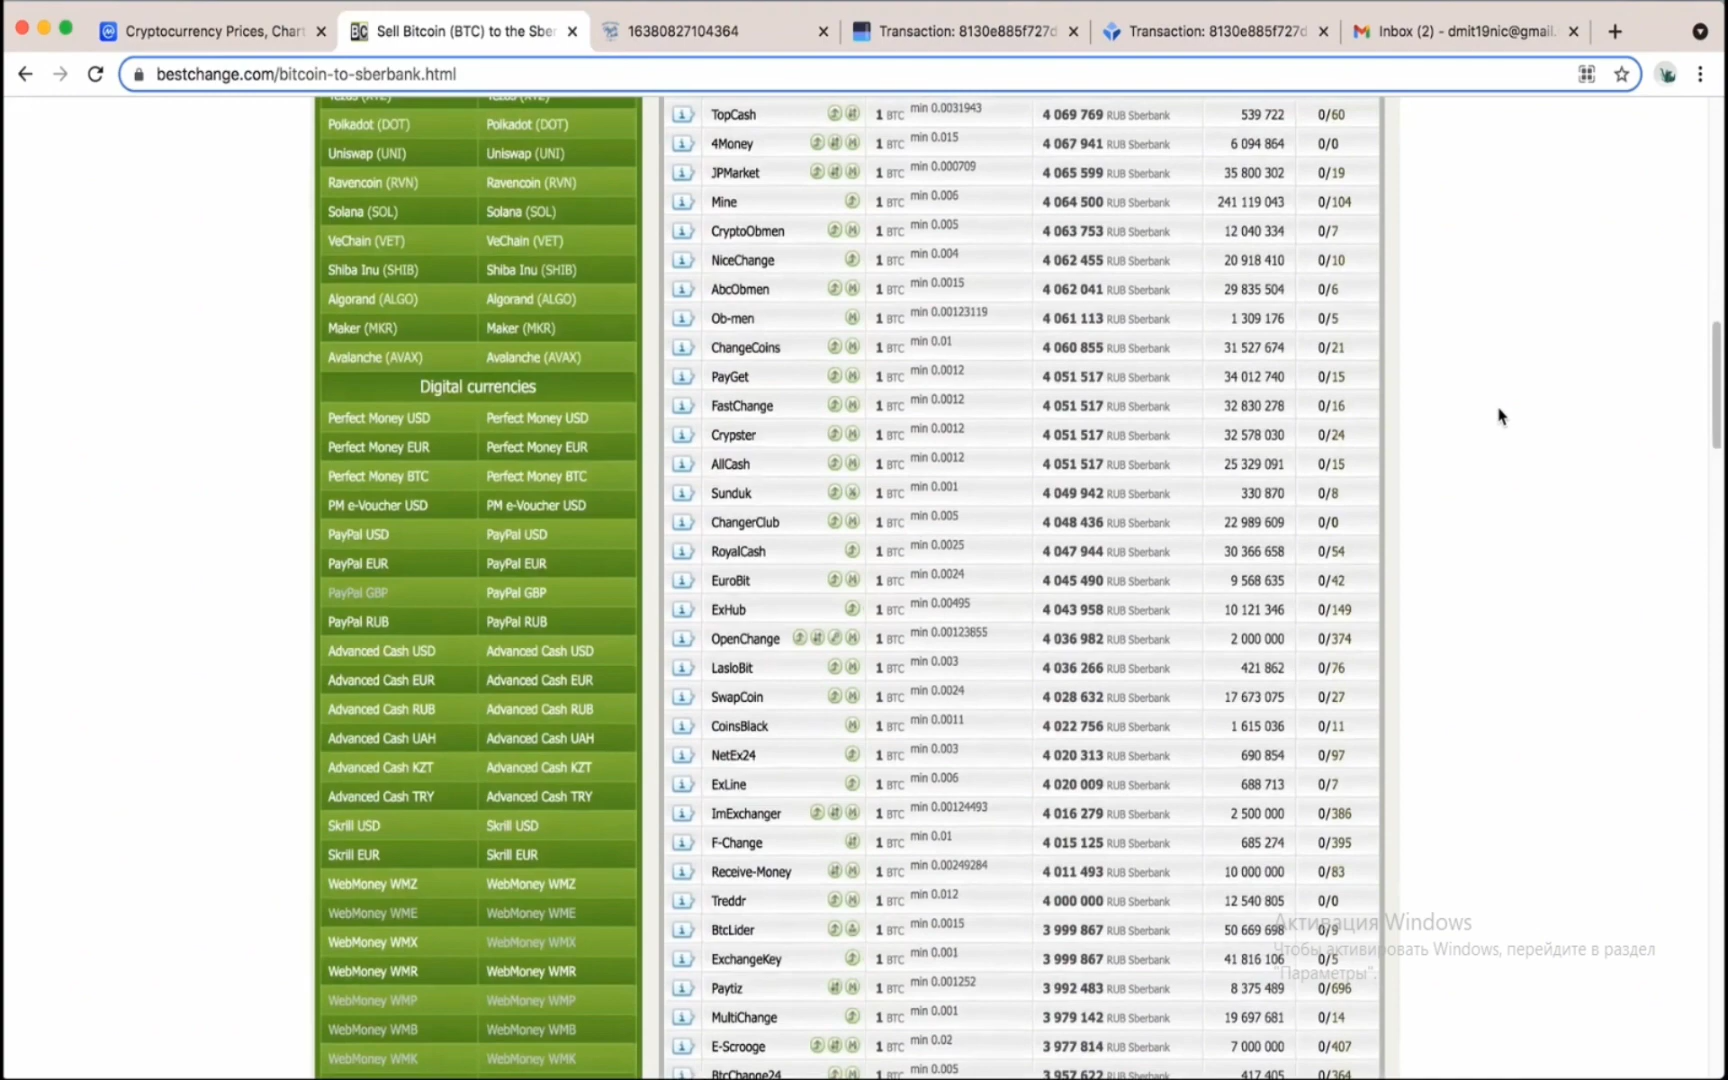 Cryptocurrency Prices, Chart
Sell Bitcoin (BTC) to the Sber
16380827104364
Transaction: 8130e885f727d
Transaction: 8130e885f727d
Inbox (2) - dmit19nic@gmail.
bestchange.com/bitcoin-to-sberbank.html
Polkadot (DOT) Polkadot (DOT)
Uniswap (UNI) Uniswap (UNI)
Ravencoin (RVN) Ravencoin (RVN)
Solana (SOL) Solana (SOL)
VeChain (VET) VeChain (VET)
Shiba Inu (SHIB) Shiba Inu (SHIB)
Algorand (ALGO) Algorand (ALGO)
Maker (MKR) Maker (MKR)
Avalanche (AVAX) Avalanche (AVAX)
Digital currencies
Perfect Money USD Perfect Money USD
Perfect Money EUR Perfect Money EUR
Perfect Money BTC Perfect Money BTC
PM e-Voucher USD PM e-Voucher USD
PayPal USD PayPal USD
PayPal EUR PayPal EUR
PayPal GBP PayPal GBP
PayPal RUB PayPal RUB
Advanced Cash USD Advanced Cash USD
Advanced Cash EUR Advanced Cash EUR
Advanced Cash RUB Advanced Cash RUB
Advanced Cash UAH Advanced Cash UAH
Advanced Cash KZT Advanced Cash KZT
Advanced Cash TRY Advanced Cash TRY
Skrill USD Skrill USD
Skrill EUR Skrill EUR
WebMoney WMZ WebMoney WMZ
WebMoney WME WebMoney WME
WebMoney WMX WebMoney WMX
WebMoney WMR WebMoney WMR
WebMoney WMP WebMoney WMP
WebMoney WMB WebMoney WMB
WebMoney WMK WebMoney WMK
TopCash 1 BTC min 0.0031943 4 069 769 RUB Sberbank 539 722 0/60
4Money 1 BTC min 0.015 4 067 941 RUB Sberbank 6 094 864 0/0
JPMarket 1 BTC min 0.000709 4 065 599 RUB Sberbank 35 800 302 0/19
Mine 1 BTC min 0.006 4 064 500 RUB Sberbank 241 119 043 0/104
CryptoObmen 1 BTC min 0.005 4 063 753 RUB Sberbank 12 040 334 0/7
NiceChange 1 BTC min 0.004 4 062 455 RUB Sberbank 20 918 410 0/10
AbcObmen 1 BTC min 0.0015 4 062 041 RUB Sberbank 29 835 504 0/6
Ob-men 1 BTC min 0.00123119 4 061 113 RUB Sberbank 1 309 176 0/5
ChangeCoins 1 BTC min 0.01 4 060 855 RUB Sberbank 31 527 674 0/21
PayGet 1 BTC min 0.0012 4 051 517 RUB Sberbank 34 012 740 0/15
FastChange 1 BTC min 0.0012 4 051 517 RUB Sberbank 32 830 278 0/16
Crypster 1 BTC min 0.0012 4 051 517 RUB Sberbank 32 578 030 0/24
AllCash 1 BTC min 0.0012 4 051 517 RUB Sberbank 25 329 091 0/15
Sunduk 1 BTC min 0.001 4 049 942 RUB Sberbank 330 870 0/8
ChangerClub 1 BTC min 0.005 4 048 436 RUB Sberbank 22 989 609 0/0
RoyalCash 1 BTC min 0.0025 4 047 944 RUB Sberbank 30 366 658 0/54
EuroBit 1 BTC min 0.0024 4 045 490 RUB Sberbank 9 568 635 0/42
ExHub 1 BTC min 0.00495 4 043 958 RUB Sberbank 10 121 346 0/149
OpenChange 1 BTC min 0.00123855 4 036 982 RUB Sberbank 2 000 000 0/374
LasloBit 1 BTC min 0.003 4 036 266 RUB Sberbank 421 862 0/76
SwapCoin 1 BTC min 0.0024 4 028 632 RUB Sberbank 17 673 075 0/27
CoinsBlack 1 BTC min 0.0011 4 022 756 RUB Sberbank 1 615 036 0/11
NetEx24 1 BTC min 0.003 4 020 313 RUB Sberbank 690 854 0/97
ExLine 1 BTC min 0.006 4 020 009 RUB Sberbank 688 713 0/7
ImExchanger 1 BTC min 0.00124493 4 016 279 RUB Sberbank 2 500 000 0/386
F-Change 1 BTC min 0.01 4 015 125 RUB Sberbank 685 274 0/395
Receive-Money 1 BTC min 0.00249284 4 011 493 RUB Sberbank 10 000 000 0/83
Treddr 1 BTC min 0.012 4 000 000 RUB Sberbank 12 540 805 0/0
BtcLider 1 BTC min 0.0015 3 999 867 RUB Sberbank 50 669 698 0/9
ExchangeKey 1 BTC min 0.001 3 999 867 RUB Sberbank 41 816 106 0/5
Paytiz 1 BTC min 0.001252 3 992 483 RUB Sberbank 8 375 489 0/696
MultiChange 1 BTC min 0.001 3 979 142 RUB Sberbank 19 697 681 0/14
E-Scrooge 1 BTC min 0.02 3 977 814 RUB Sberbank 7 000 000 0/407
BtcChange24 1 BTC min 0.005 3 957 622 RUB Sberbank 417 405 0/364
Активация Windows
Чтобы активировать Windows, перейдите в раздел
"Параметры".